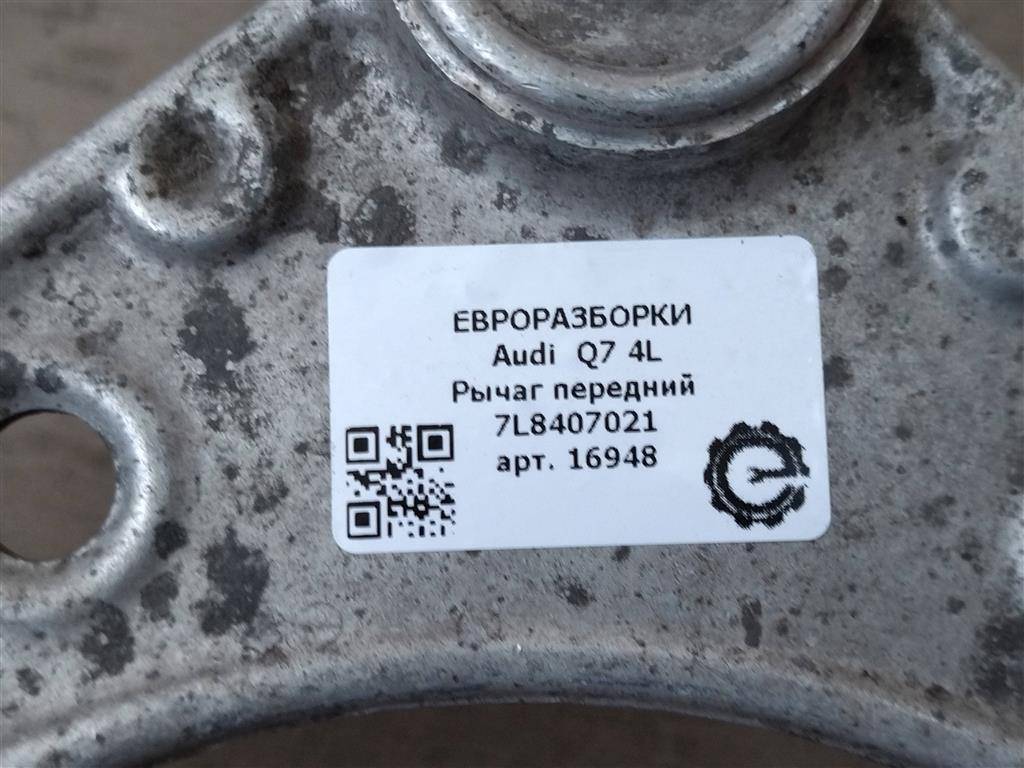 ЕВРОРАЗБОРКИ
Audi Q7 4L
Рычаг передний
7L8407021
арт. 16948